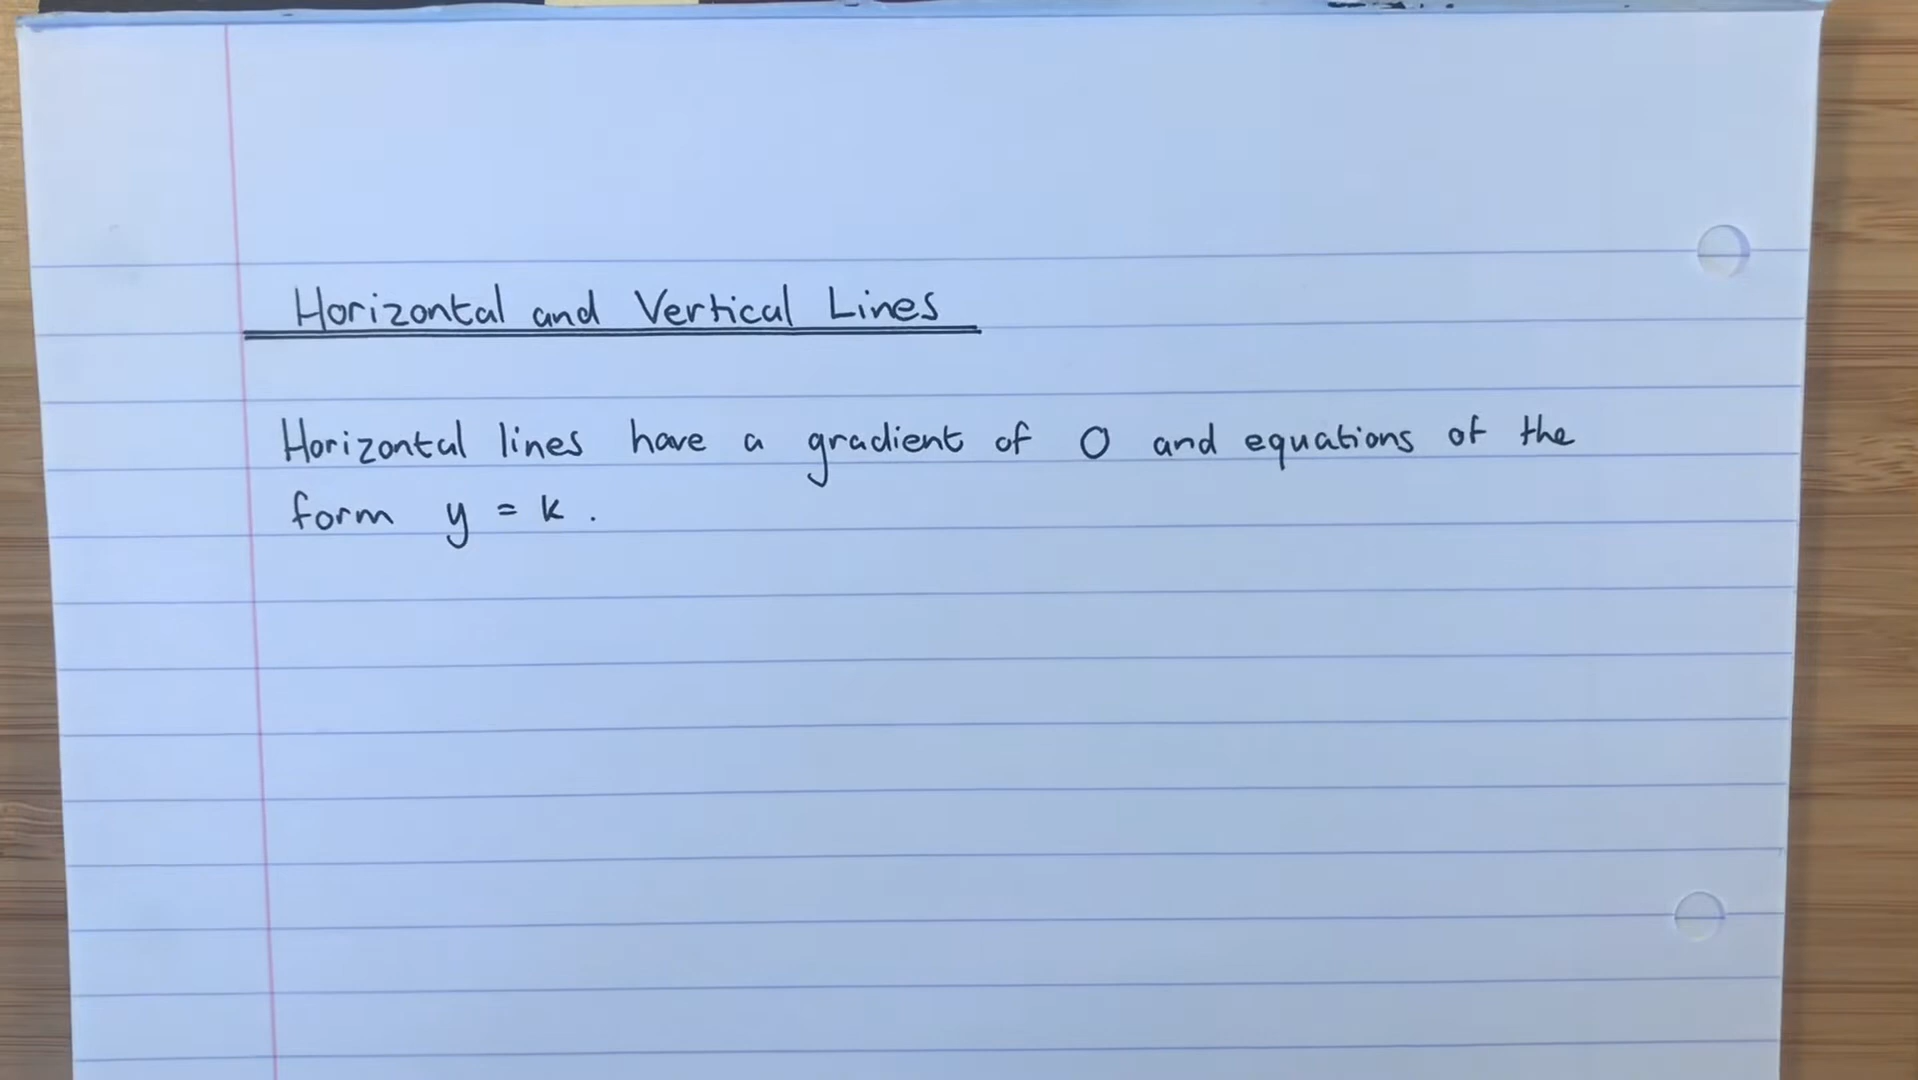 Horizontal and Vertical Lines
Horizontal lines have a gradient of 0 and equations of the
form y = k.